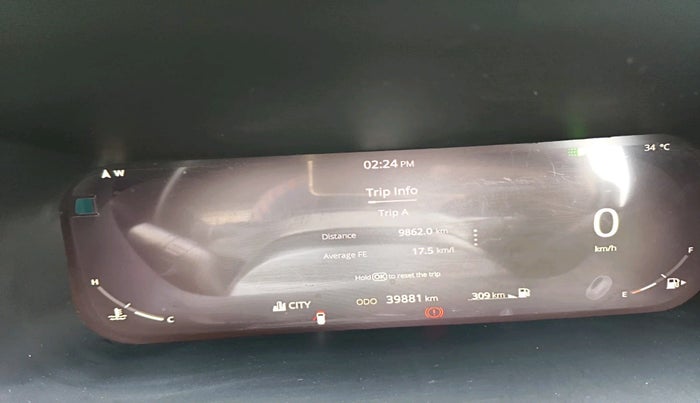 W
02:24 PM
34 °C
Trip Info
Trip A
Distance 9862.0 km
Average FE 17.5 km/l
Hold OK to reset the trip
0
km/h
H
C
CITY
ODO 39881 km
309 km
E
F